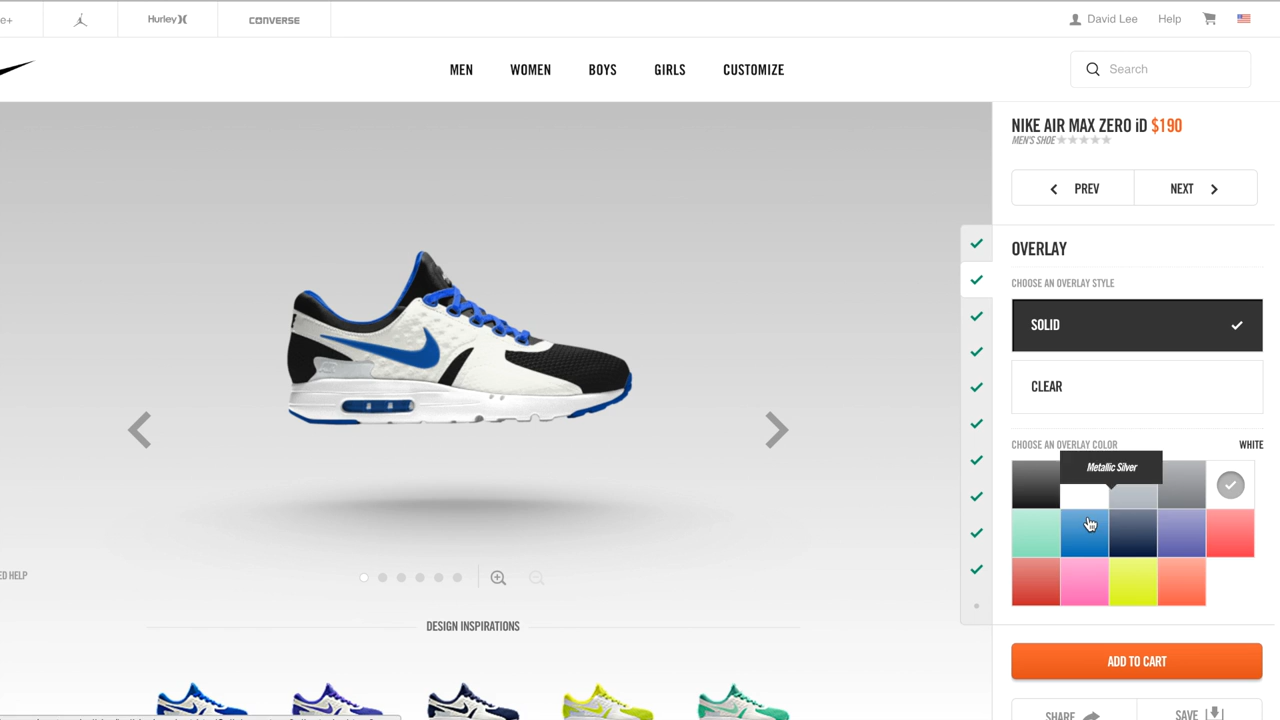 e+
Hurley
CONVERSE
David Lee
Help
MEN
WOMEN
BOYS
GIRLS
CUSTOMIZE
Search
NIKE AIR MAX ZERO iD $190
MEN'S SHOE
PREV
NEXT
OVERLAY
CHOOSE AN OVERLAY STYLE
SOLID
CLEAR
CHOOSE AN OVERLAY COLOR
WHITE
Metallic Silver
ED HELP
DESIGN INSPIRATIONS
ADD TO CART
SHARE
SAVE